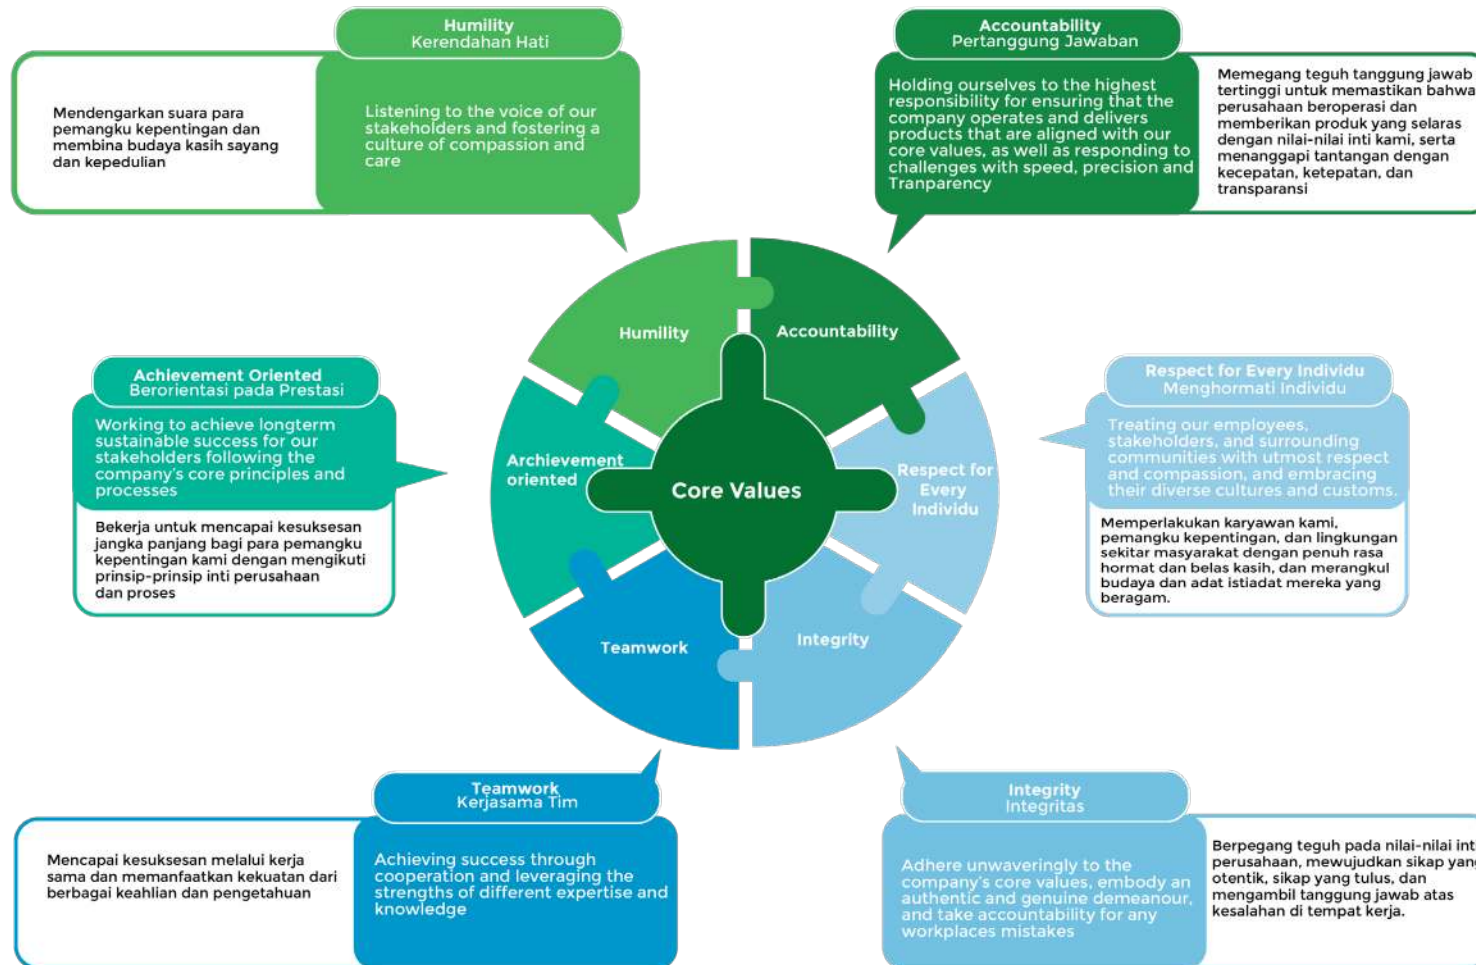 Humility
Kerendahan Hati
Mendengarkan suara para
pemangku kepentingan dan
membina budaya kasih sayang
dan kepedulian
Listening to the voice of our
stakeholders and fostering a
culture of compassion and
care
Accountability
Pertanggung Jawaban
Holding ourselves to the highest
responsibility for ensuring that the
company operates and delivers
products that are aligned with our
core values, as well as responding to
challenges with speed, precision and
Tranparency
Memegang teguh tanggung jawab
tertinggi untuk memastikan bahwa
perusahaan beroperasi dan
memberikan produk yang selaras
dengan nilai-nilai inti kami, serta
menanggapi tantangan dengan
kecepatan, ketepatan, dan
transparansi
Humility
Accountability
Archievement
oriented
Core Values
Respect for
Every
Individu
Teamwork
Integrity
Achievement Oriented
Berorientasi pada Prestasi
Working to achieve longterm
sustainable success for our
stakeholders following the
company's core principles and
processes
Bekerja untuk mencapai kesuksesan
jangka panjang bagi para pemangku
kepentingan kami dengan mengikuti
prinsip-prinsip inti perusahaan
dan proses
Respect for Every Individu
Menghormati Individu
Treating our employees,
stakeholders, and surrounding
communities with utmost respect
and compassion, and embracing
their diverse cultures and customs.
Memperlakukan karyawan kami,
pemangku kepentingan, dan lingkungan
sekitar masyarakat dengan penuh rasa
hormat dan belas kasih, dan merangkul
budaya dan adat istiadat mereka yang
beragam.
Teamwork
Kerjasama Tim
Mencapai kesuksesan melalui kerja
sama dan memanfaatkan kekuatan dari
berbagai keahlian dan pengetahuan
Achieving success through
cooperation and leveraging the
strengths of different expertise and
knowledge
Integrity
Integritas
Adhere unwaveringly to the
company's core values, embody an
authentic and genuine demeanour,
and take accountability for any
workplaces mistakes
Berpegang teguh pada nilai-nilai int
perusahaan, mewujudkan sikap yang
otentik, sikap yang tulus, dan
mengambil tanggung jawab atas
kesalahan di tempat kerja.